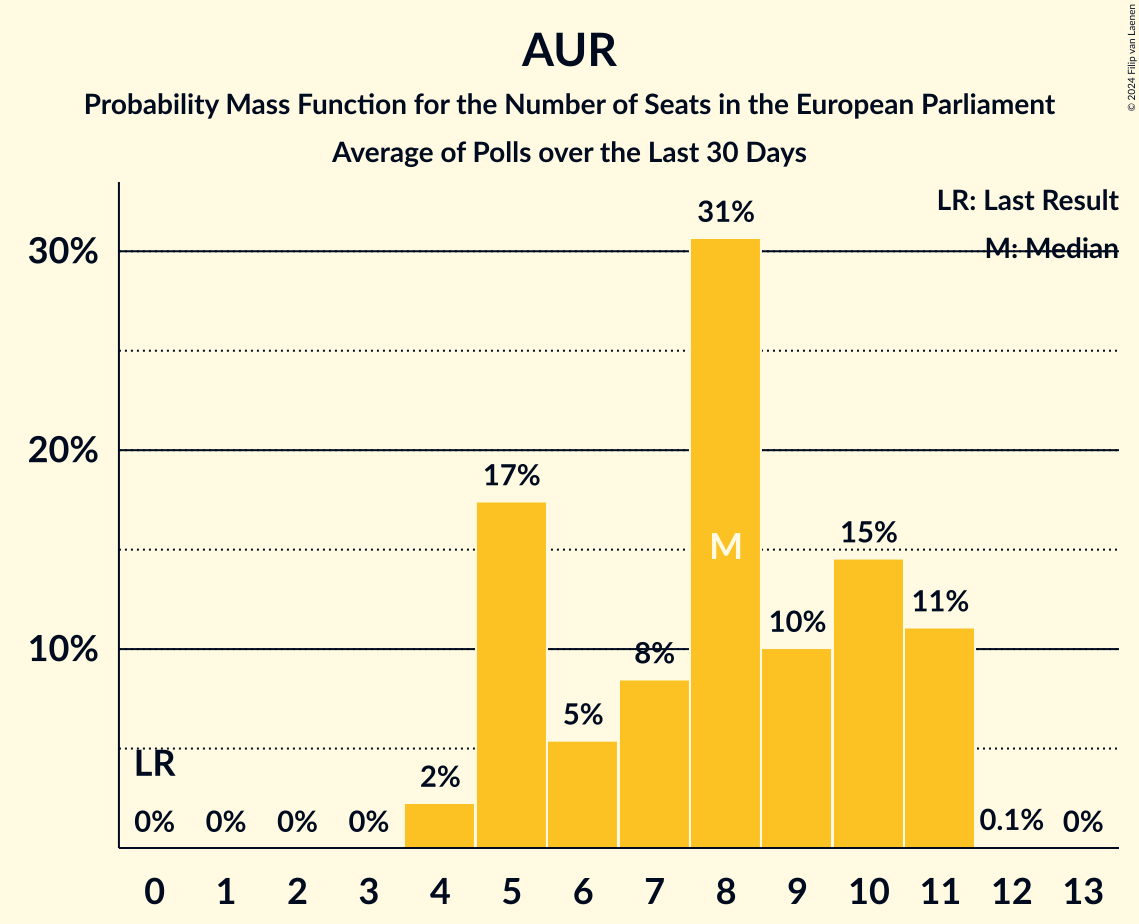 AUR
Probability Mass Function for the Number of Seats in the European Parliament
Average of Polls over the Last 30 Days
© 2024 Filip van Laenen
LR: Last Result
M: Median
30%
20%
10%
LR
0%
0%
0%
0%
2%
17%
5%
8%
31%
M
10%
15%
11%
0.1%
0%
0 1 2 3 4 5 6 7 8 9 10 11 12 13